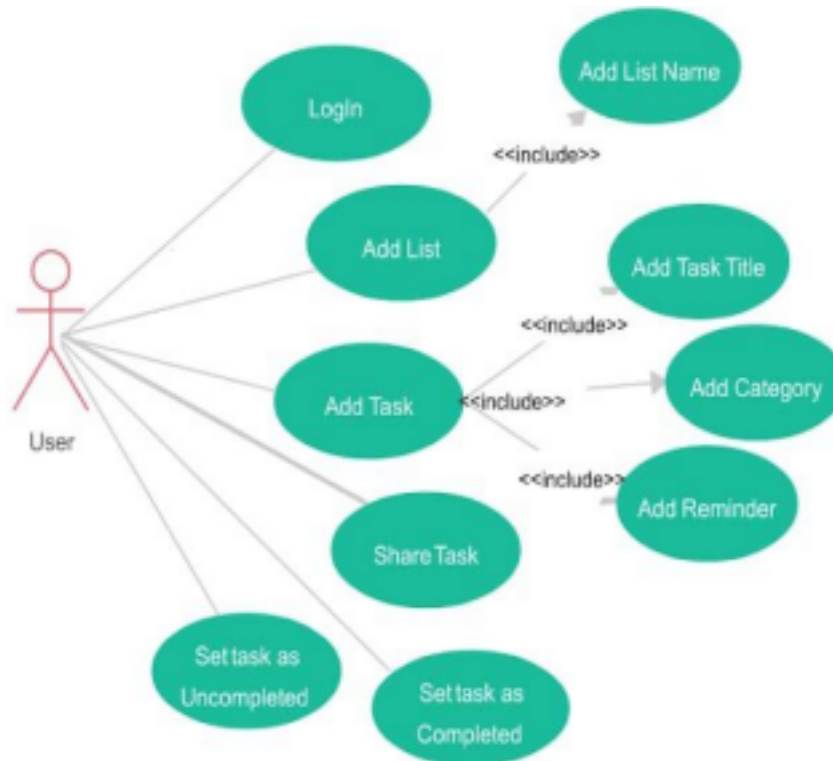 Add List Name
LogIn
<<include>>
Add List
Add Task Title
<<include>>
Add Category
Add Task
<<include>>
User
<<include>>
Add Reminder
Share Task
Set task as
Uncompleted
Set task as
Completed